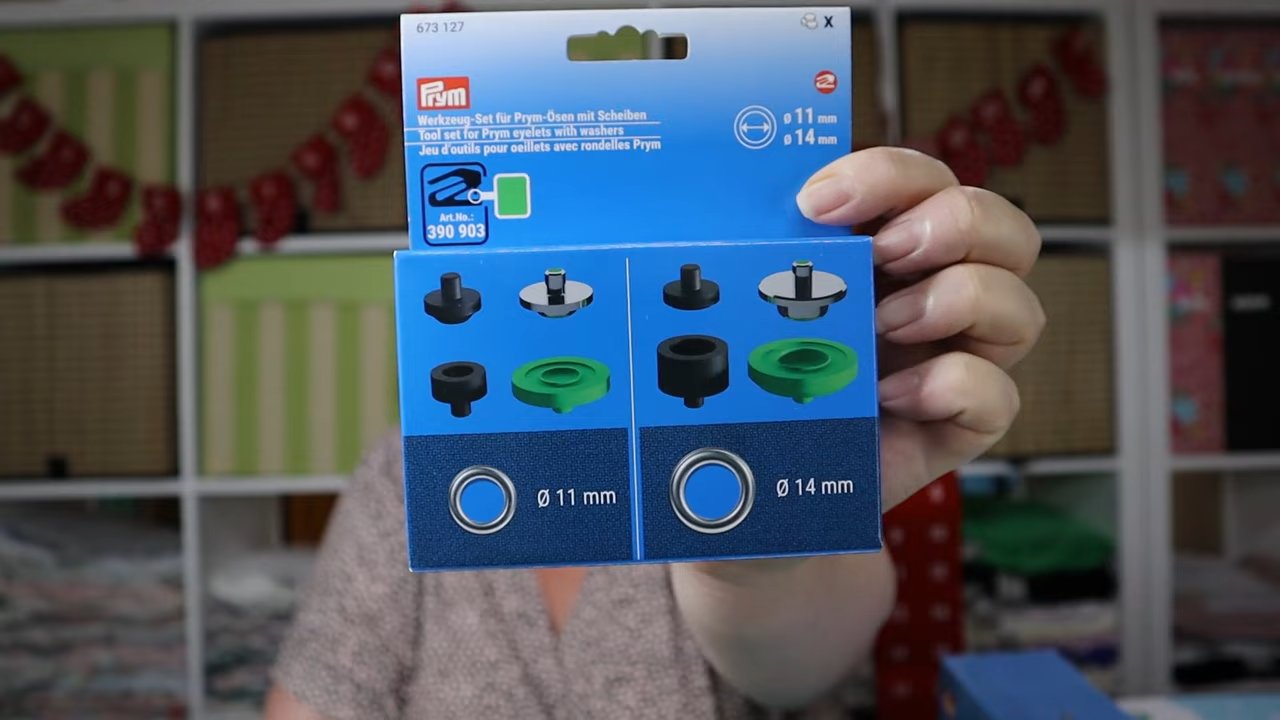 673 127
X
Prym
Werkzeug-Set für Prym-Ösen mit Scheiben
Tool set for Prym eyelets with washers
Jeu d'outils pour oeillets avec rondelles Prym
ø 11 mm
ø 14 mm
Art.No.:
390 903
Ø 11 mm
Ø 14 mm